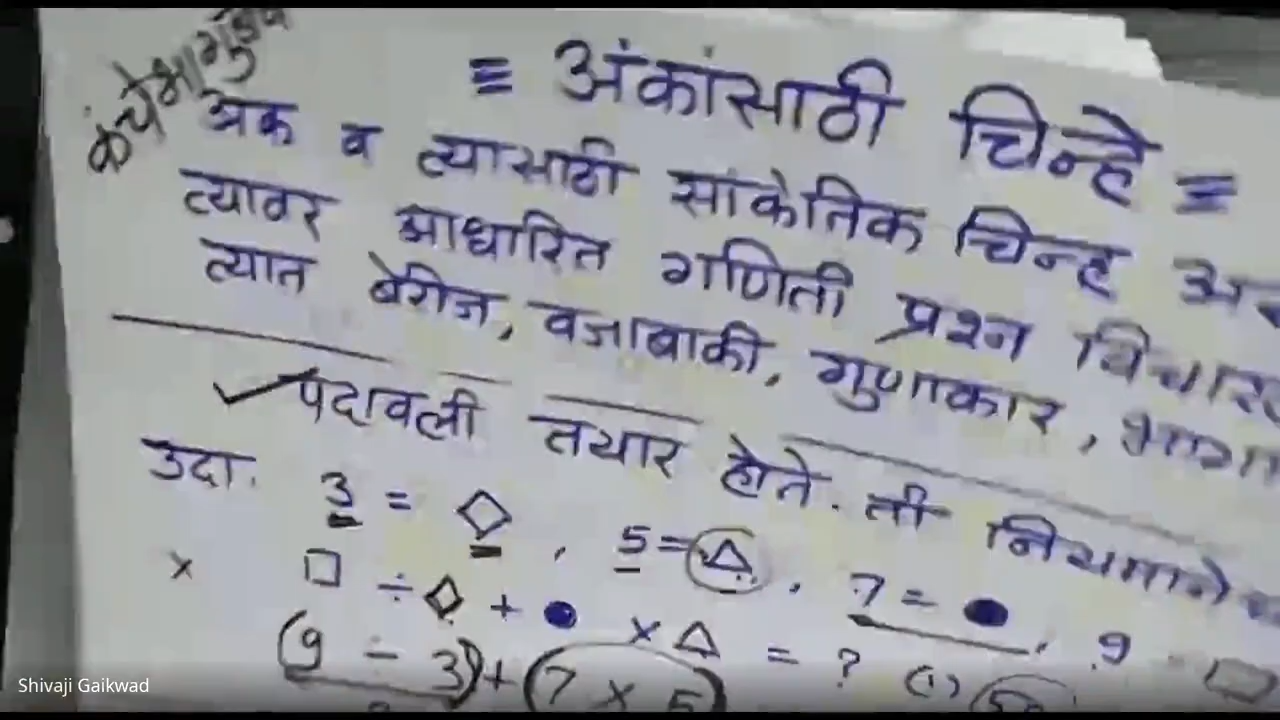 = अंकांसाठी चिन्हे =
अंक व त्यासाठी सांकेतिक चिन्ह
त्यावर आधारित गणिती प्रश्न
त्यात बेरीज, वजाबाकी, गुणाकार,
✓ पदावली तयार होते. ती नियमाने
उदा. 3 = ◇, 5 = △, 7 = ●, 9 = □
× □ ÷ ◇ + ● × △ = ? (1)
(9 ÷ 3) + (7 × 5)
Shivaji Gaikwad